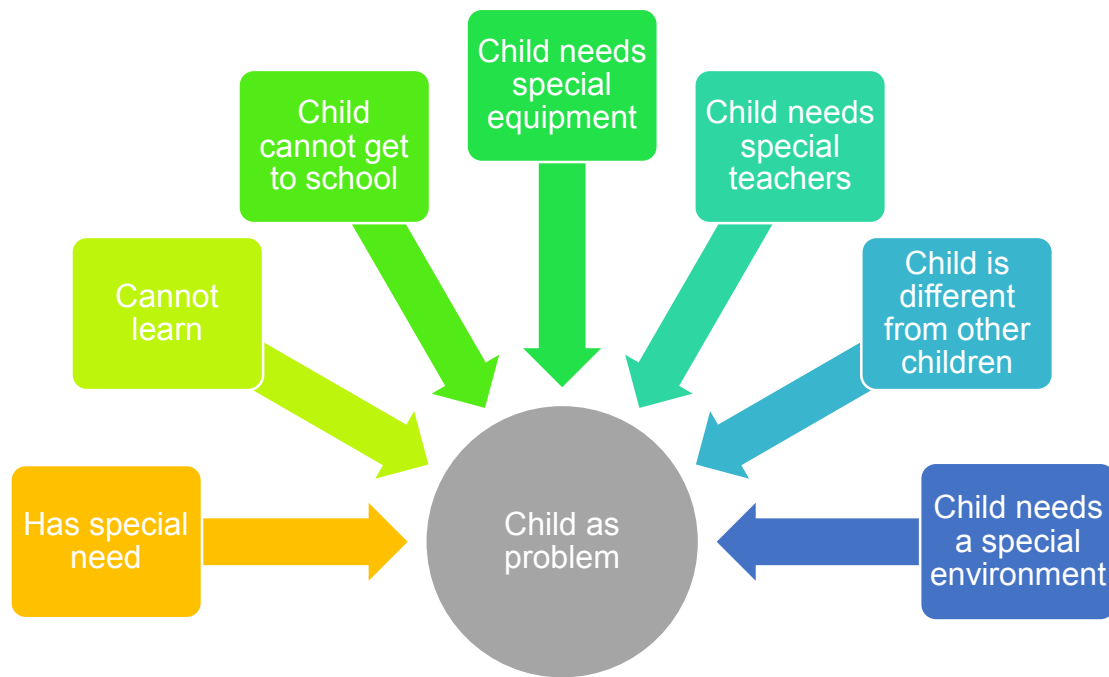 Has special
need
Cannot
learn
Child
cannot get
to school
Child needs
special
equipment
Child needs
special
teachers
Child is
different
from other
children
Child needs
a special
environment
Child as
problem